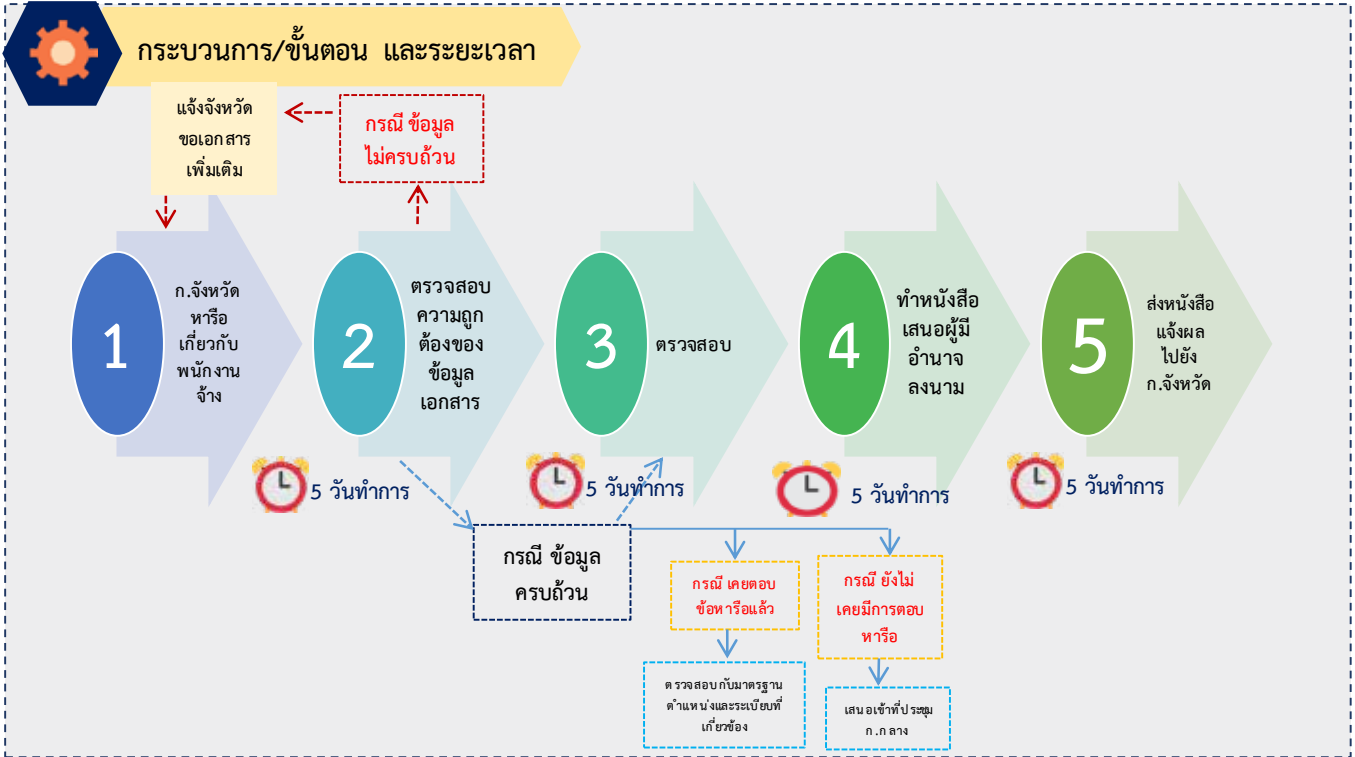 กระบวนการ/ขั้นตอน และระยะเวลา
แจ้งจังหวัด
ขอเอกสาร
เพิ่มเติม
กรณี ข้อมูล
ไม่ครบถ้วน
1
ก.จังหวัด
หารือ
เกี่ยวกับ
พนักงาน
จ้าง
2
ตรวจสอบ
ความถูก
ต้องของ
ข้อมูล
เอกสาร
3
ตรวจสอบ
4
ทำหนังสือ
เสนอผู้มี
อำนาจ
ลงนาม
5
ส่งหนังสือ
แจ้งผล
ไปยัง
ก.จังหวัด
5 วันทำการ
5 วันทำการ
5 วันทำการ
5 วันทำการ
กรณี ข้อมูล
ครบถ้วน
กรณี เคยตอบ
ข้อหารือแล้ว
กรณี ยังไม่
เคยมีการตอบ
หารือ
ตรวจสอบกับมาตรฐาน
ตำแหน่งและระเบียบที่
เกี่ยวข้อง
เสนอเข้าที่ประชุม
ก.กลาง